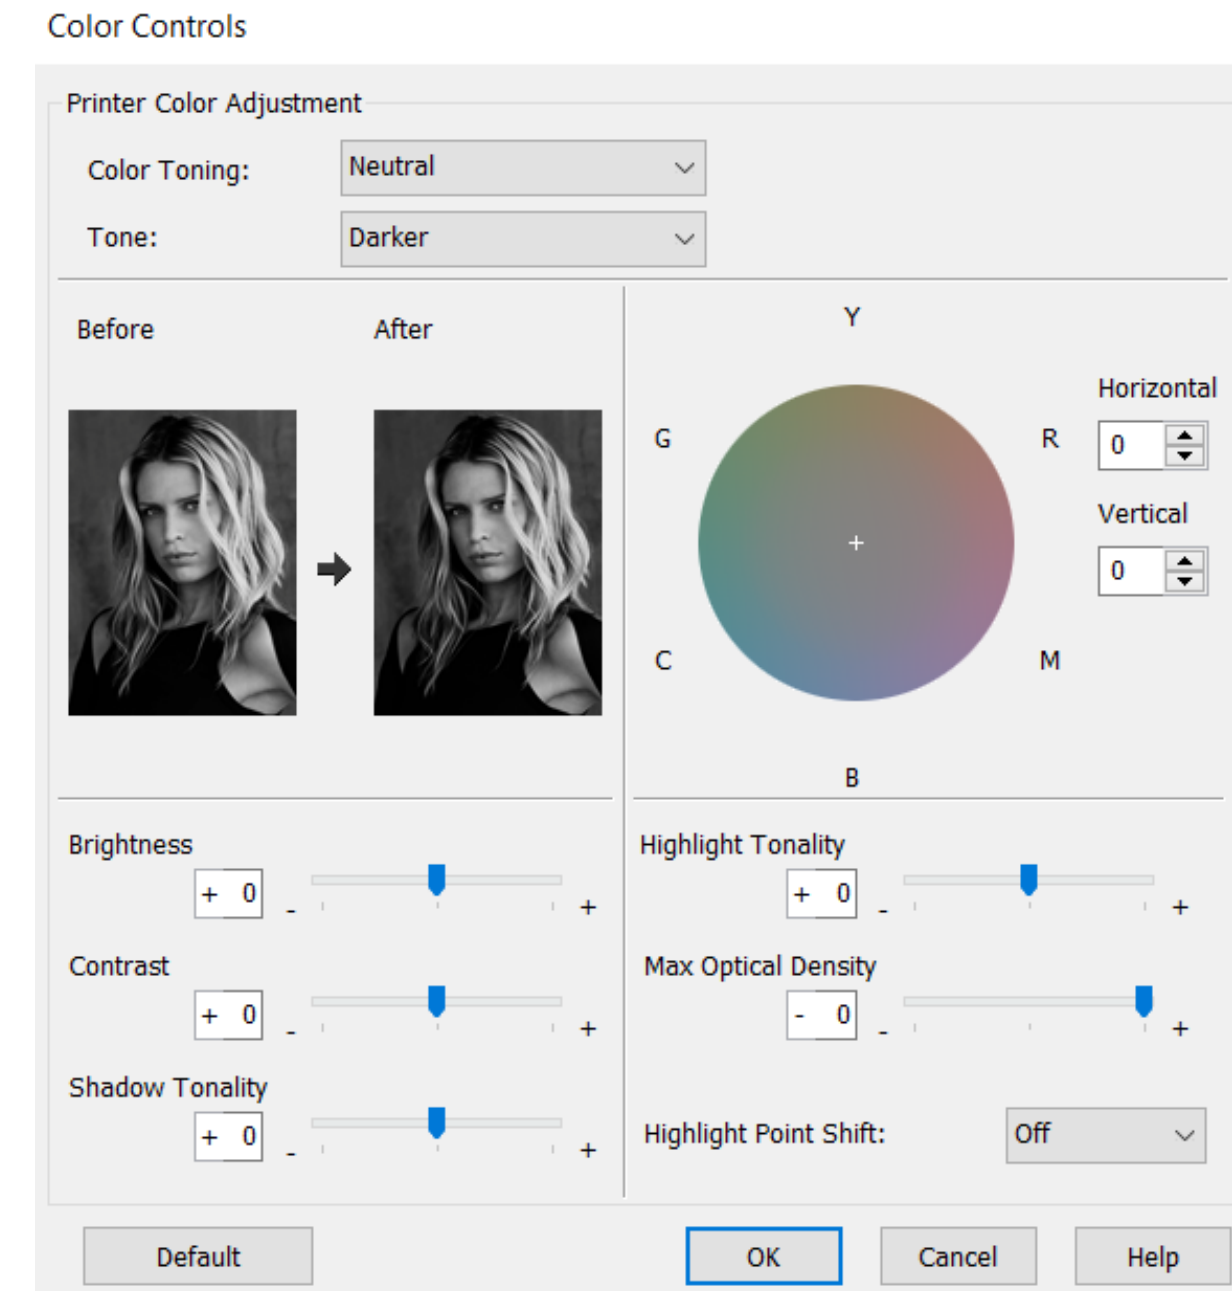 Color Controls
Printer Color Adjustment
Color Toning: Neutral
Tone: Darker
Before After
Y
G R
C M
B
Horizontal
0
Vertical
0
Brightness
+ 0 - +
Contrast
+ 0 - +
Shadow Tonality
+ 0 - +
Highlight Tonality
+ 0 - +
Max Optical Density
- 0 - +
Highlight Point Shift: Off
Default OK Cancel Help